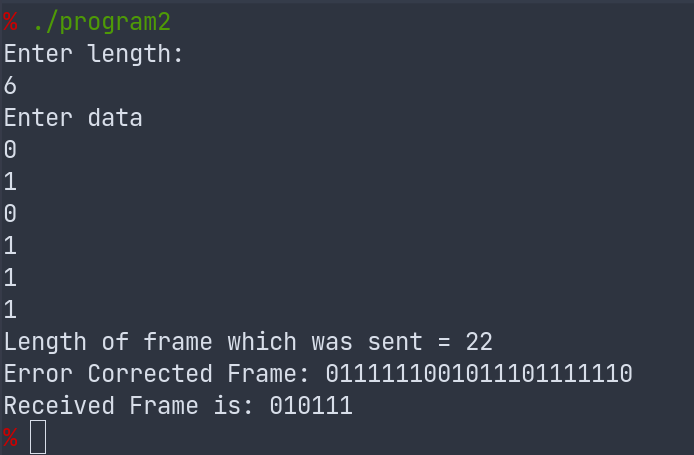 % ./program2
Enter length:
6
Enter data
0
1
0
1
1
1
Length of frame which was sent = 22
Error Corrected Frame: 0111111001011101111110
Received Frame is: 010111
%